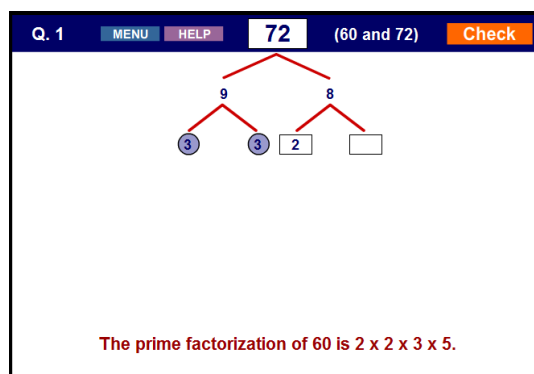 Q. 1 MENU HELP 72 (60 and 72) Check
9 8
3 3 2
The prime factorization of 60 is 2 x 2 x 3 x 5.